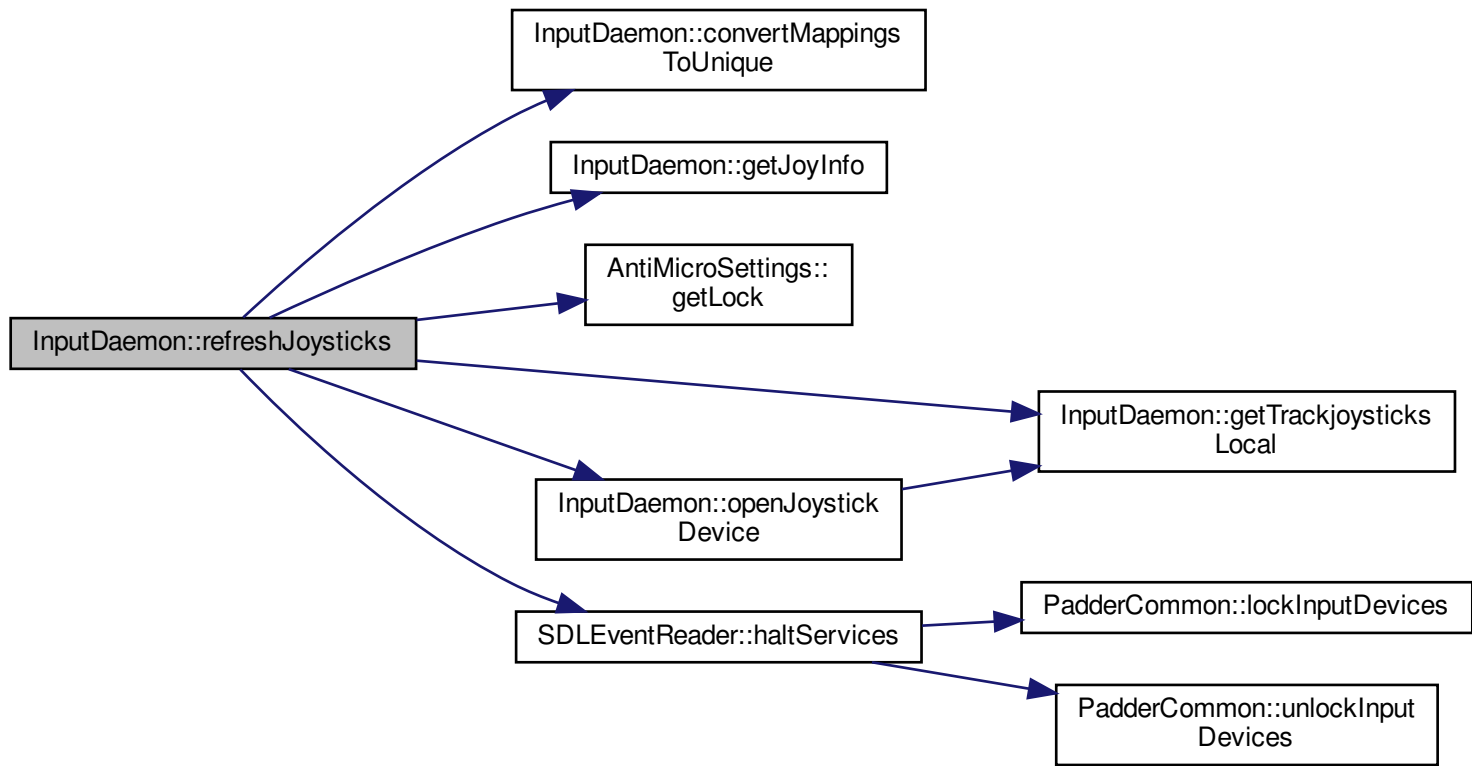 InputDaemon::convertMappings
ToUnique
InputDaemon::getJoyInfo
AntiMicroSettings::
getLock
InputDaemon::refreshJoysticks
InputDaemon::getTrackjoysticks
Local
InputDaemon::openJoystick
Device
PadderCommon::lockInputDevices
SDLEventReader::haltServices
PadderCommon::unlockInput
Devices